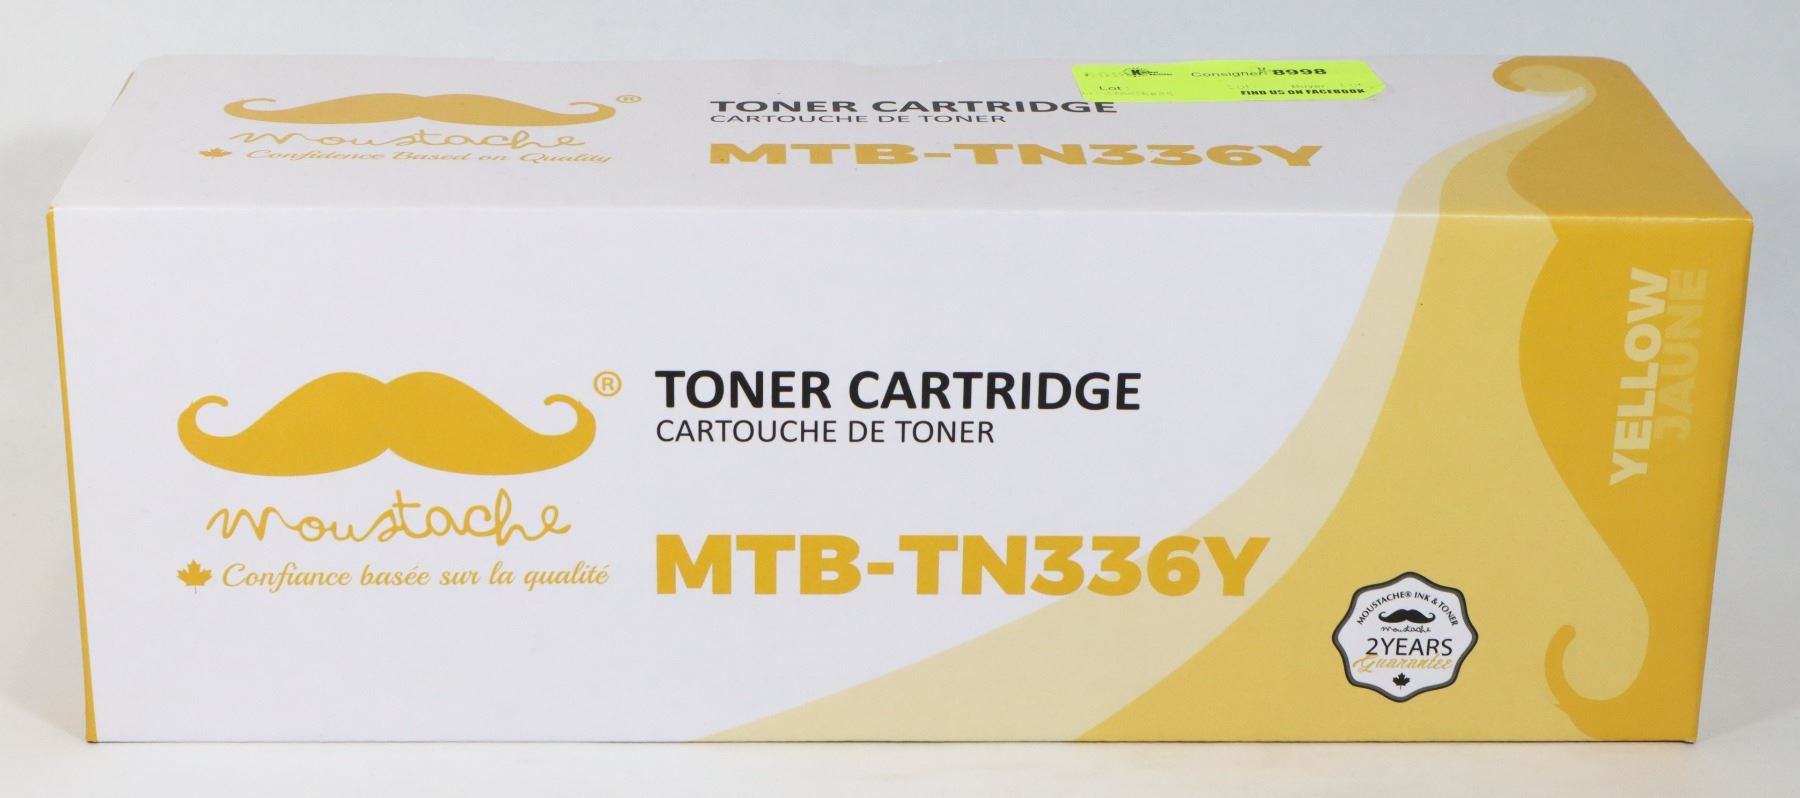 Consigner 8998
Lot
Buyer
FIND US ON FACEBOOK
®
moustache
Confidence Based on Quality
TONER CARTRIDGE
CARTOUCHE DE TONER
MTB-TN336Y
®
moustache
Confiance basée sur la qualité
TONER CARTRIDGE
CARTOUCHE DE TONER
MTB-TN336Y
YELLOW
JAUNE
MOUSTACHE® INK & TONER
moustache
2YEARS
Guarantee